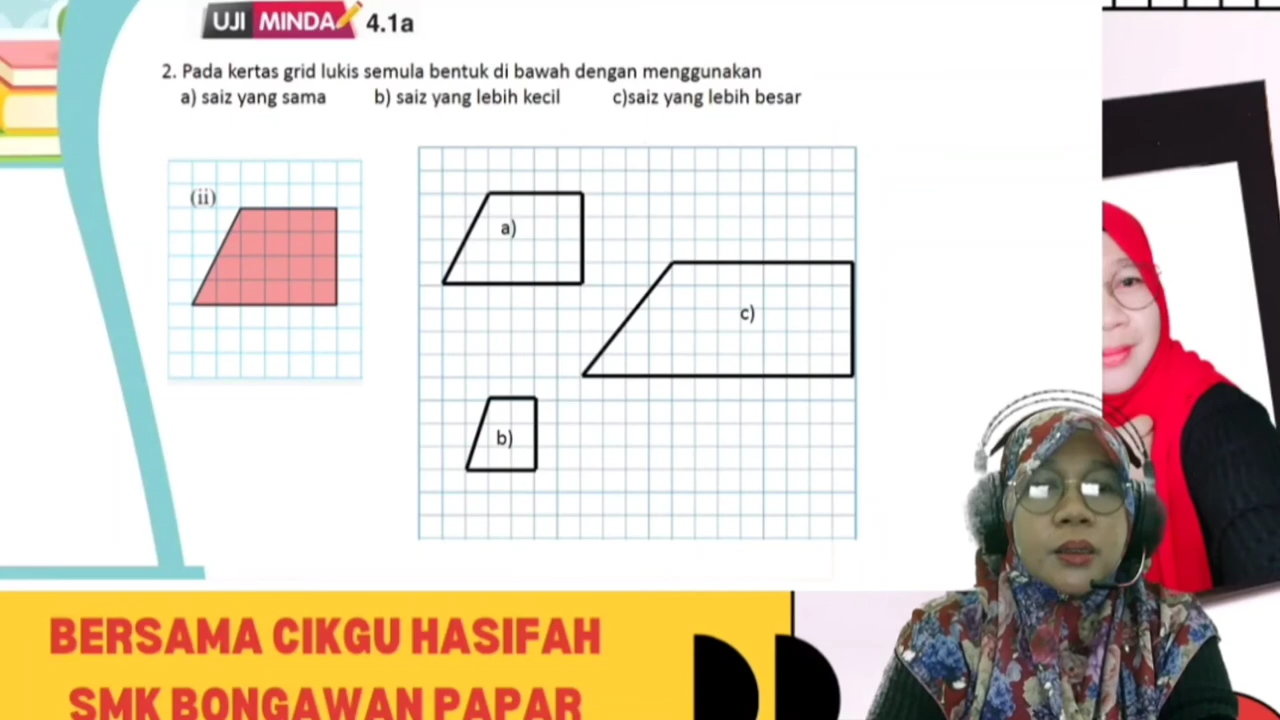 UJI MINDA 4.1a
2. Pada kertas grid lukis semula bentuk di bawah dengan menggunakan
a) saiz yang sama b) saiz yang lebih kecil c)saiz yang lebih besar
(ii)
a)
c)
b)
BERSAMA CIKGU HASIFAH
SMK BONGAWAN PAPAR